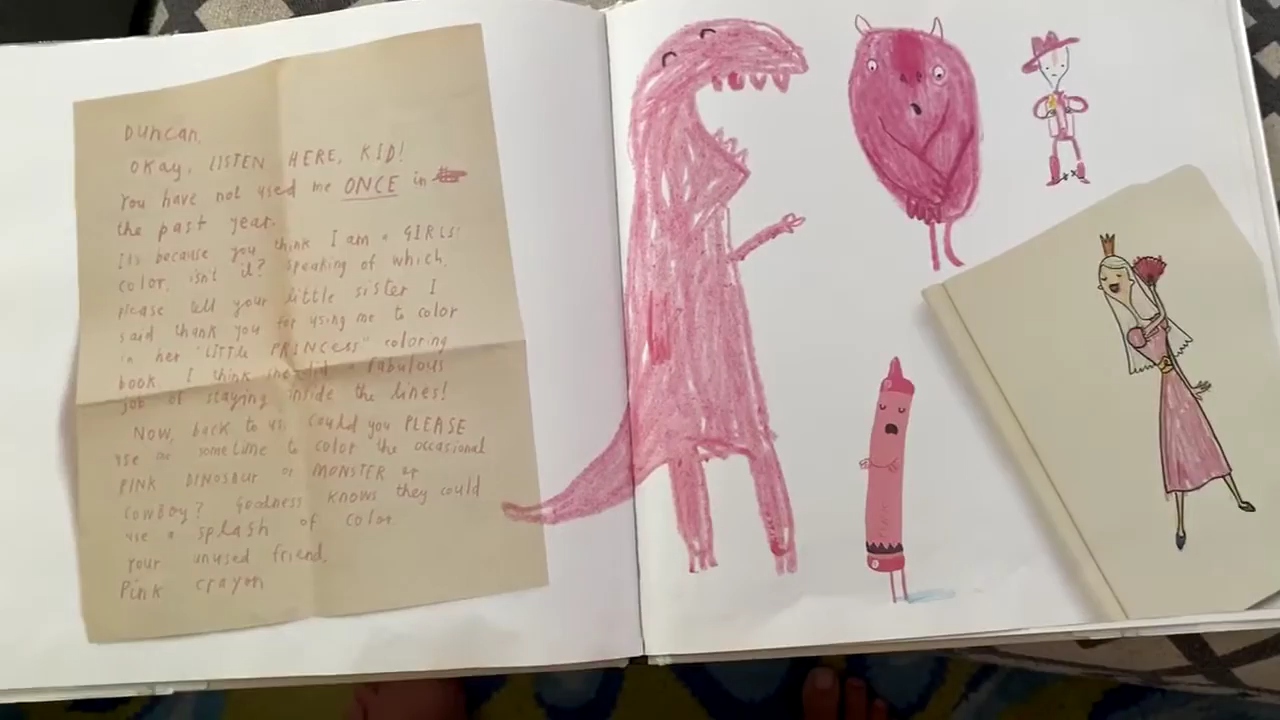 Duncan,
Okay, LISTEN HERE, KID!
You have not used me ONCE in
the past year.
Its because you think I am a GIRLS'
color, isn't it? Speaking of which,
please tell your little sister I
said thank you for using me to color
in her "LITTLE PRINCESS" coloring
book. I think she did a fabulous
job of staying inside the lines!
Now, back to us. Could you PLEASE
use me sometime to color the occasional
PINK DINOSAUR or MONSTER or
COWBOY? Goodness knows they could
use a splash of color.
Your unused friend,
Pink crayon